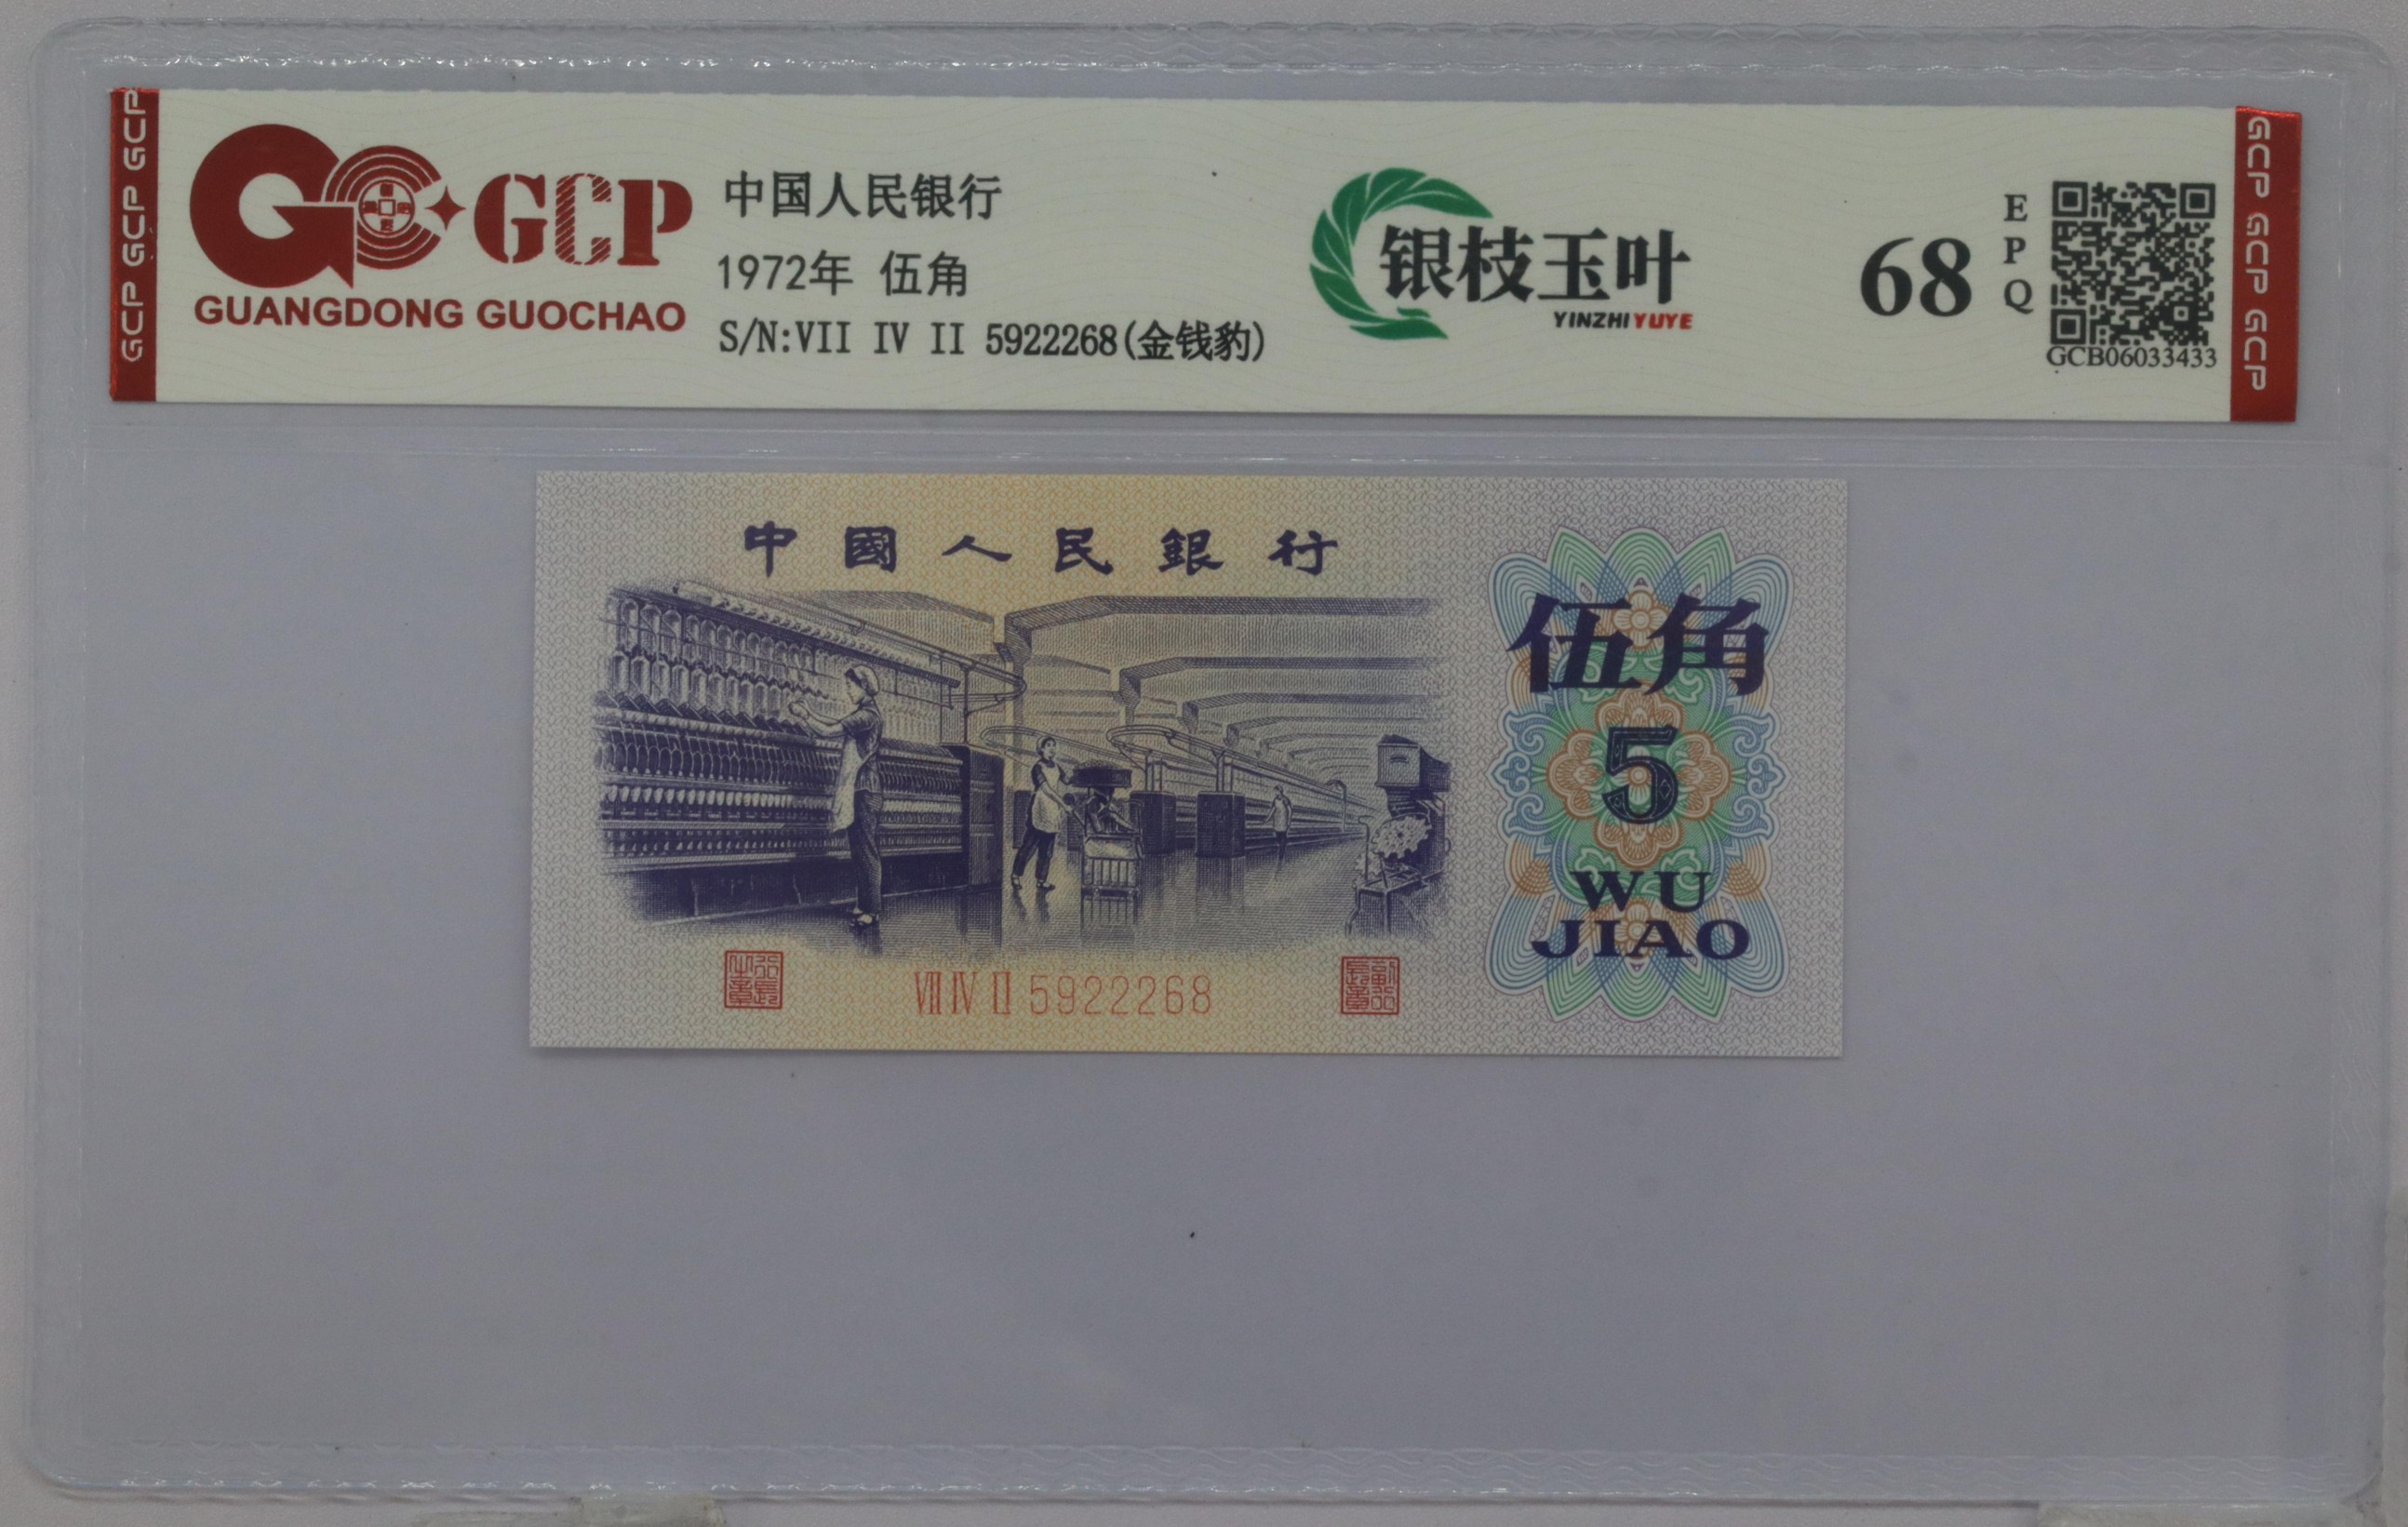 GCP GCP GCP
GCP
GUANGDONG GUOCHAO
中国人民银行
1972年 伍角
S/N:VII IV II 5922268(金钱豹)
银枝玉叶
YINZHIYUYE
68
EPQ
GCB06033433
GCP GCP GCP
中國人民銀行
伍角
5
WU
JIAO
VII IV II 5922268